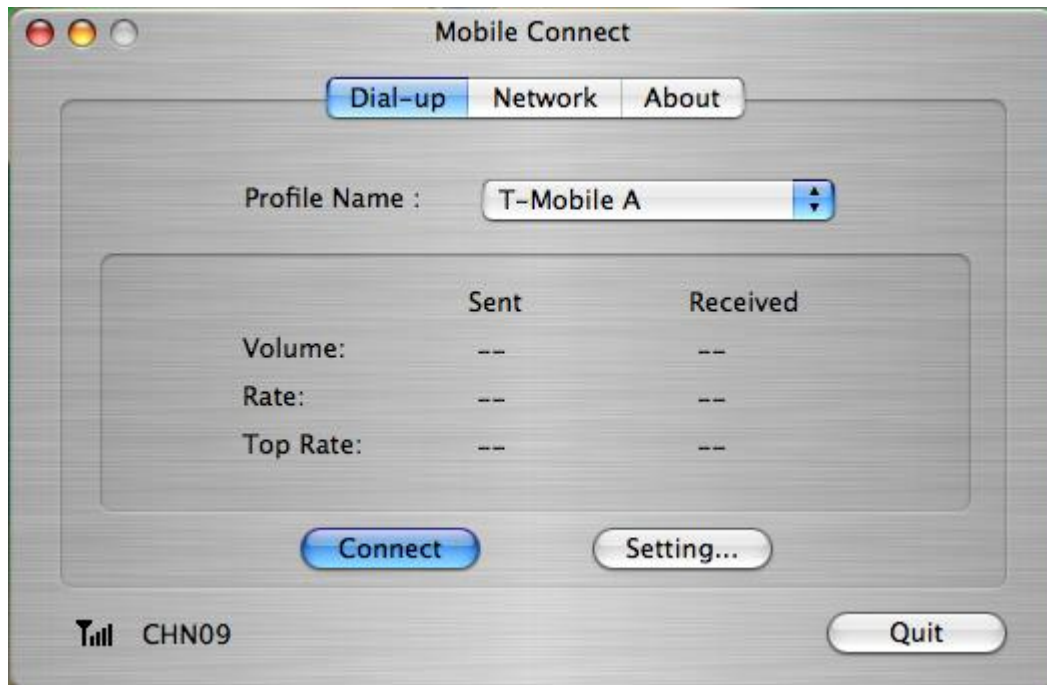 Mobile Connect
Dial-up Network About
Profile Name : T-Mobile A
Sent Received
Volume: -- --
Rate: -- --
Top Rate: -- --
Connect Setting...
CHN09 Quit